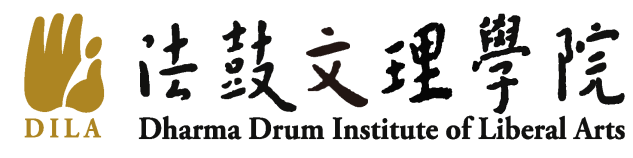 法鼓文理學院
DILA
Dharma Drum Institute of Liberal Arts